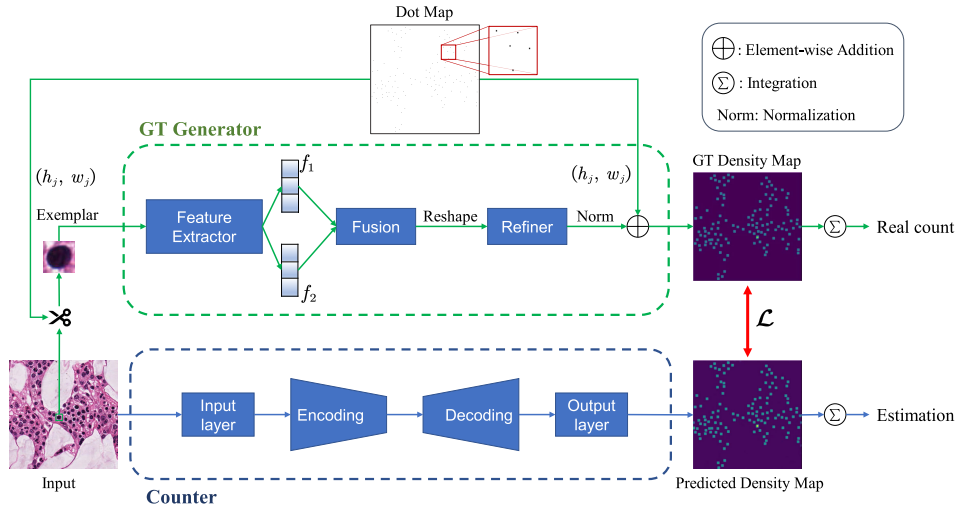 Dot Map
⊕: Element-wise Addition
Σ: Integration
Norm: Normalization
GT Generator
(h_j, w_j)
Exemplar
Feature
Extractor
f_1
f_2
Fusion
Reshape
Refiner
Norm
(h_j, w_j)
GT Density Map
Σ
Real count
ℒ
Input
layer
Encoding
Decoding
Output
layer
Σ
Estimation
Input
Counter
Predicted Density Map